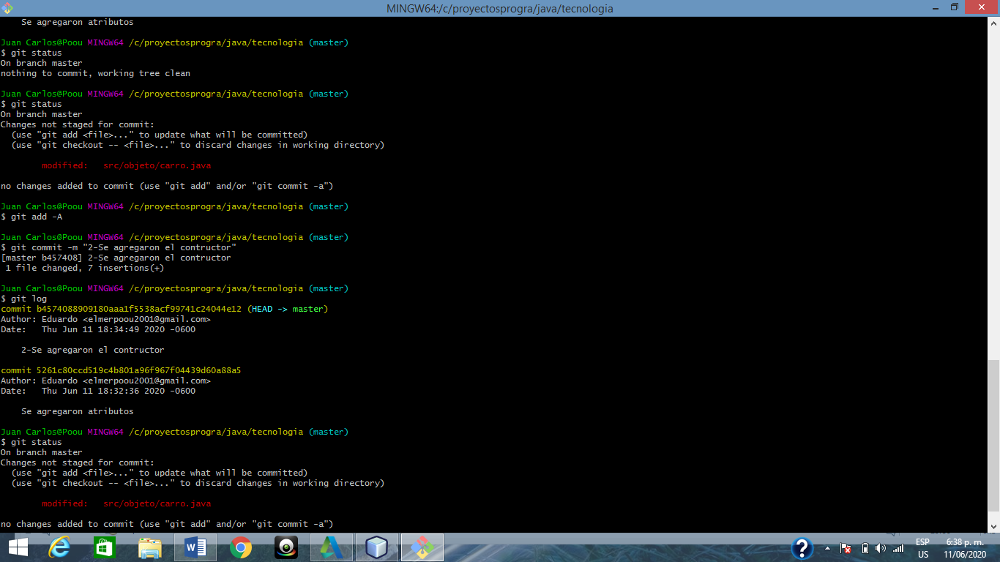 MINGW64:/c/proyectosprogra/java/tecnologia
Se agregaron atributos
Juan Carlos@Poou MINGW64 /c/proyectosprogra/java/tecnologia (master)
$ git status
On branch master
nothing to commit, working tree clean
Juan Carlos@Poou MINGW64 /c/proyectosprogra/java/tecnologia (master)
$ git status
On branch master
Changes not staged for commit:
(use "git add <file>..." to update what will be committed)
(use "git checkout -- <file>..." to discard changes in working directory)
modified:   src/objeto/carro.java
no changes added to commit (use "git add" and/or "git commit -a")
Juan Carlos@Poou MINGW64 /c/proyectosprogra/java/tecnologia (master)
$ git add -A
Juan Carlos@Poou MINGW64 /c/proyectosprogra/java/tecnologia (master)
$ git commit -m "2-Se agregaron el contructor"
[master b457408] 2-Se agregaron el contructor
1 file changed, 7 insertions(+)
Juan Carlos@Poou MINGW64 /c/proyectosprogra/java/tecnologia (master)
$ git log
commit b4574088909180aaa1f5538acf99741c24044e12 (HEAD -> master)
Author: Eduardo <elmerpoou2001@gmail.com>
Date:   Thu Jun 11 18:34:49 2020 -0600
2-Se agregaron el contructor
commit 5261c80ccd519c4b801a96f967f04439d60a88a5
Author: Eduardo <elmerpoou2001@gmail.com>
Date:   Thu Jun 11 18:32:36 2020 -0600
Se agregaron atributos
Juan Carlos@Poou MINGW64 /c/proyectosprogra/java/tecnologia (master)
$ git status
On branch master
Changes not staged for commit:
(use "git add <file>..." to update what will be committed)
(use "git checkout -- <file>..." to discard changes in working directory)
modified:   src/objeto/carro.java
no changes added to commit (use "git add" and/or "git commit -a")
ESP 6:38 p. m.
US 11/06/2020